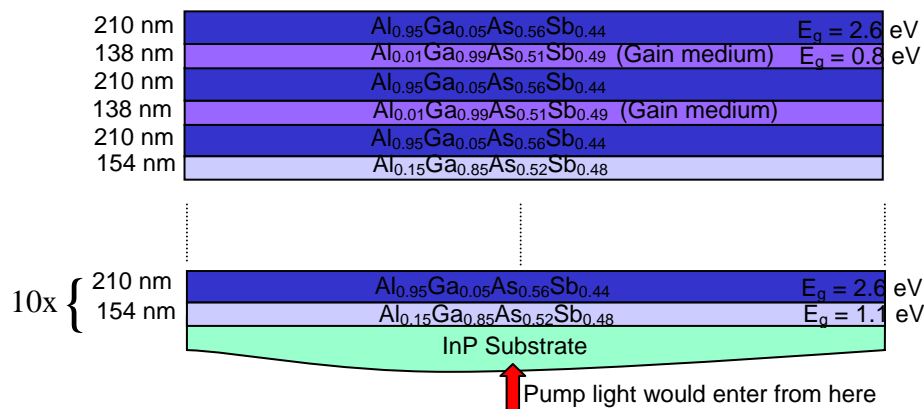 210 nm Al0.95Ga0.05As0.56Sb0.44 Eg = 2.6 eV
138 nm Al0.01Ga0.99As0.51Sb0.49 (Gain medium) Eg = 0.8 eV
210 nm Al0.95Ga0.05As0.56Sb0.44
138 nm Al0.01Ga0.99As0.51Sb0.49 (Gain medium)
210 nm Al0.95Ga0.05As0.56Sb0.44
154 nm Al0.15Ga0.85As0.52Sb0.48
10x { 210 nm Al0.95Ga0.05As0.56Sb0.44 Eg = 2.6 eV
154 nm Al0.15Ga0.85As0.52Sb0.48 Eg = 1.1 eV
InP Substrate
Pump light would enter from here